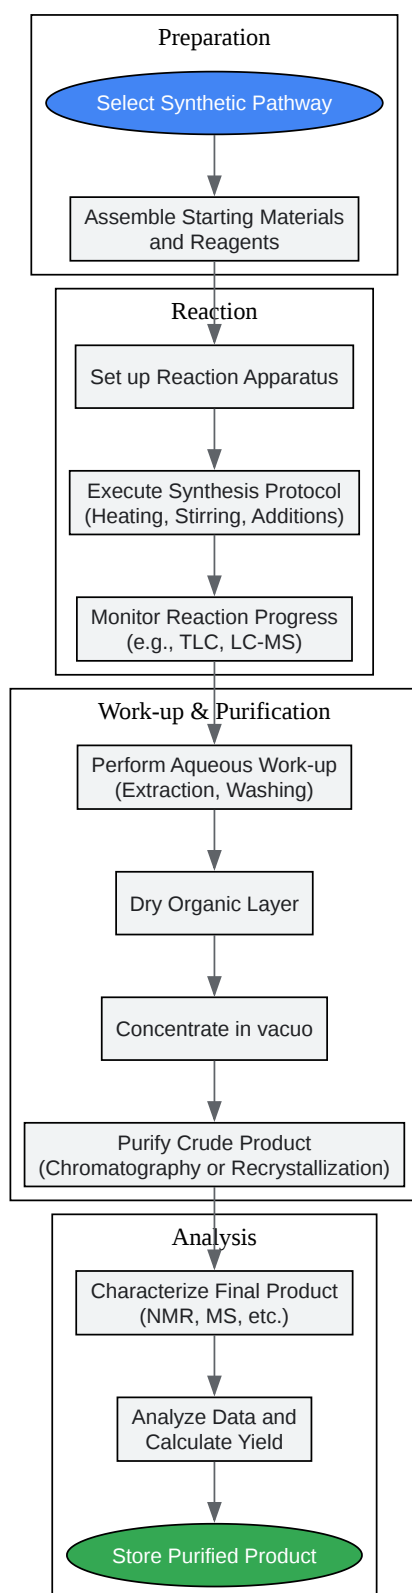 Preparation
Select Synthetic Pathway
Assemble Starting Materials
and Reagents
Reaction
Set up Reaction Apparatus
Execute Synthesis Protocol
(Heating, Stirring, Additions)
Monitor Reaction Progress
(e.g., TLC, LC-MS)
Work-up & Purification
Perform Aqueous Work-up
(Extraction, Washing)
Dry Organic Layer
Concentrate in vacuo
Purify Crude Product
(Chromatography or Recrystallization)
Analysis
Characterize Final Product
(NMR, MS, etc.)
Analyze Data and
Calculate Yield
Store Purified Product